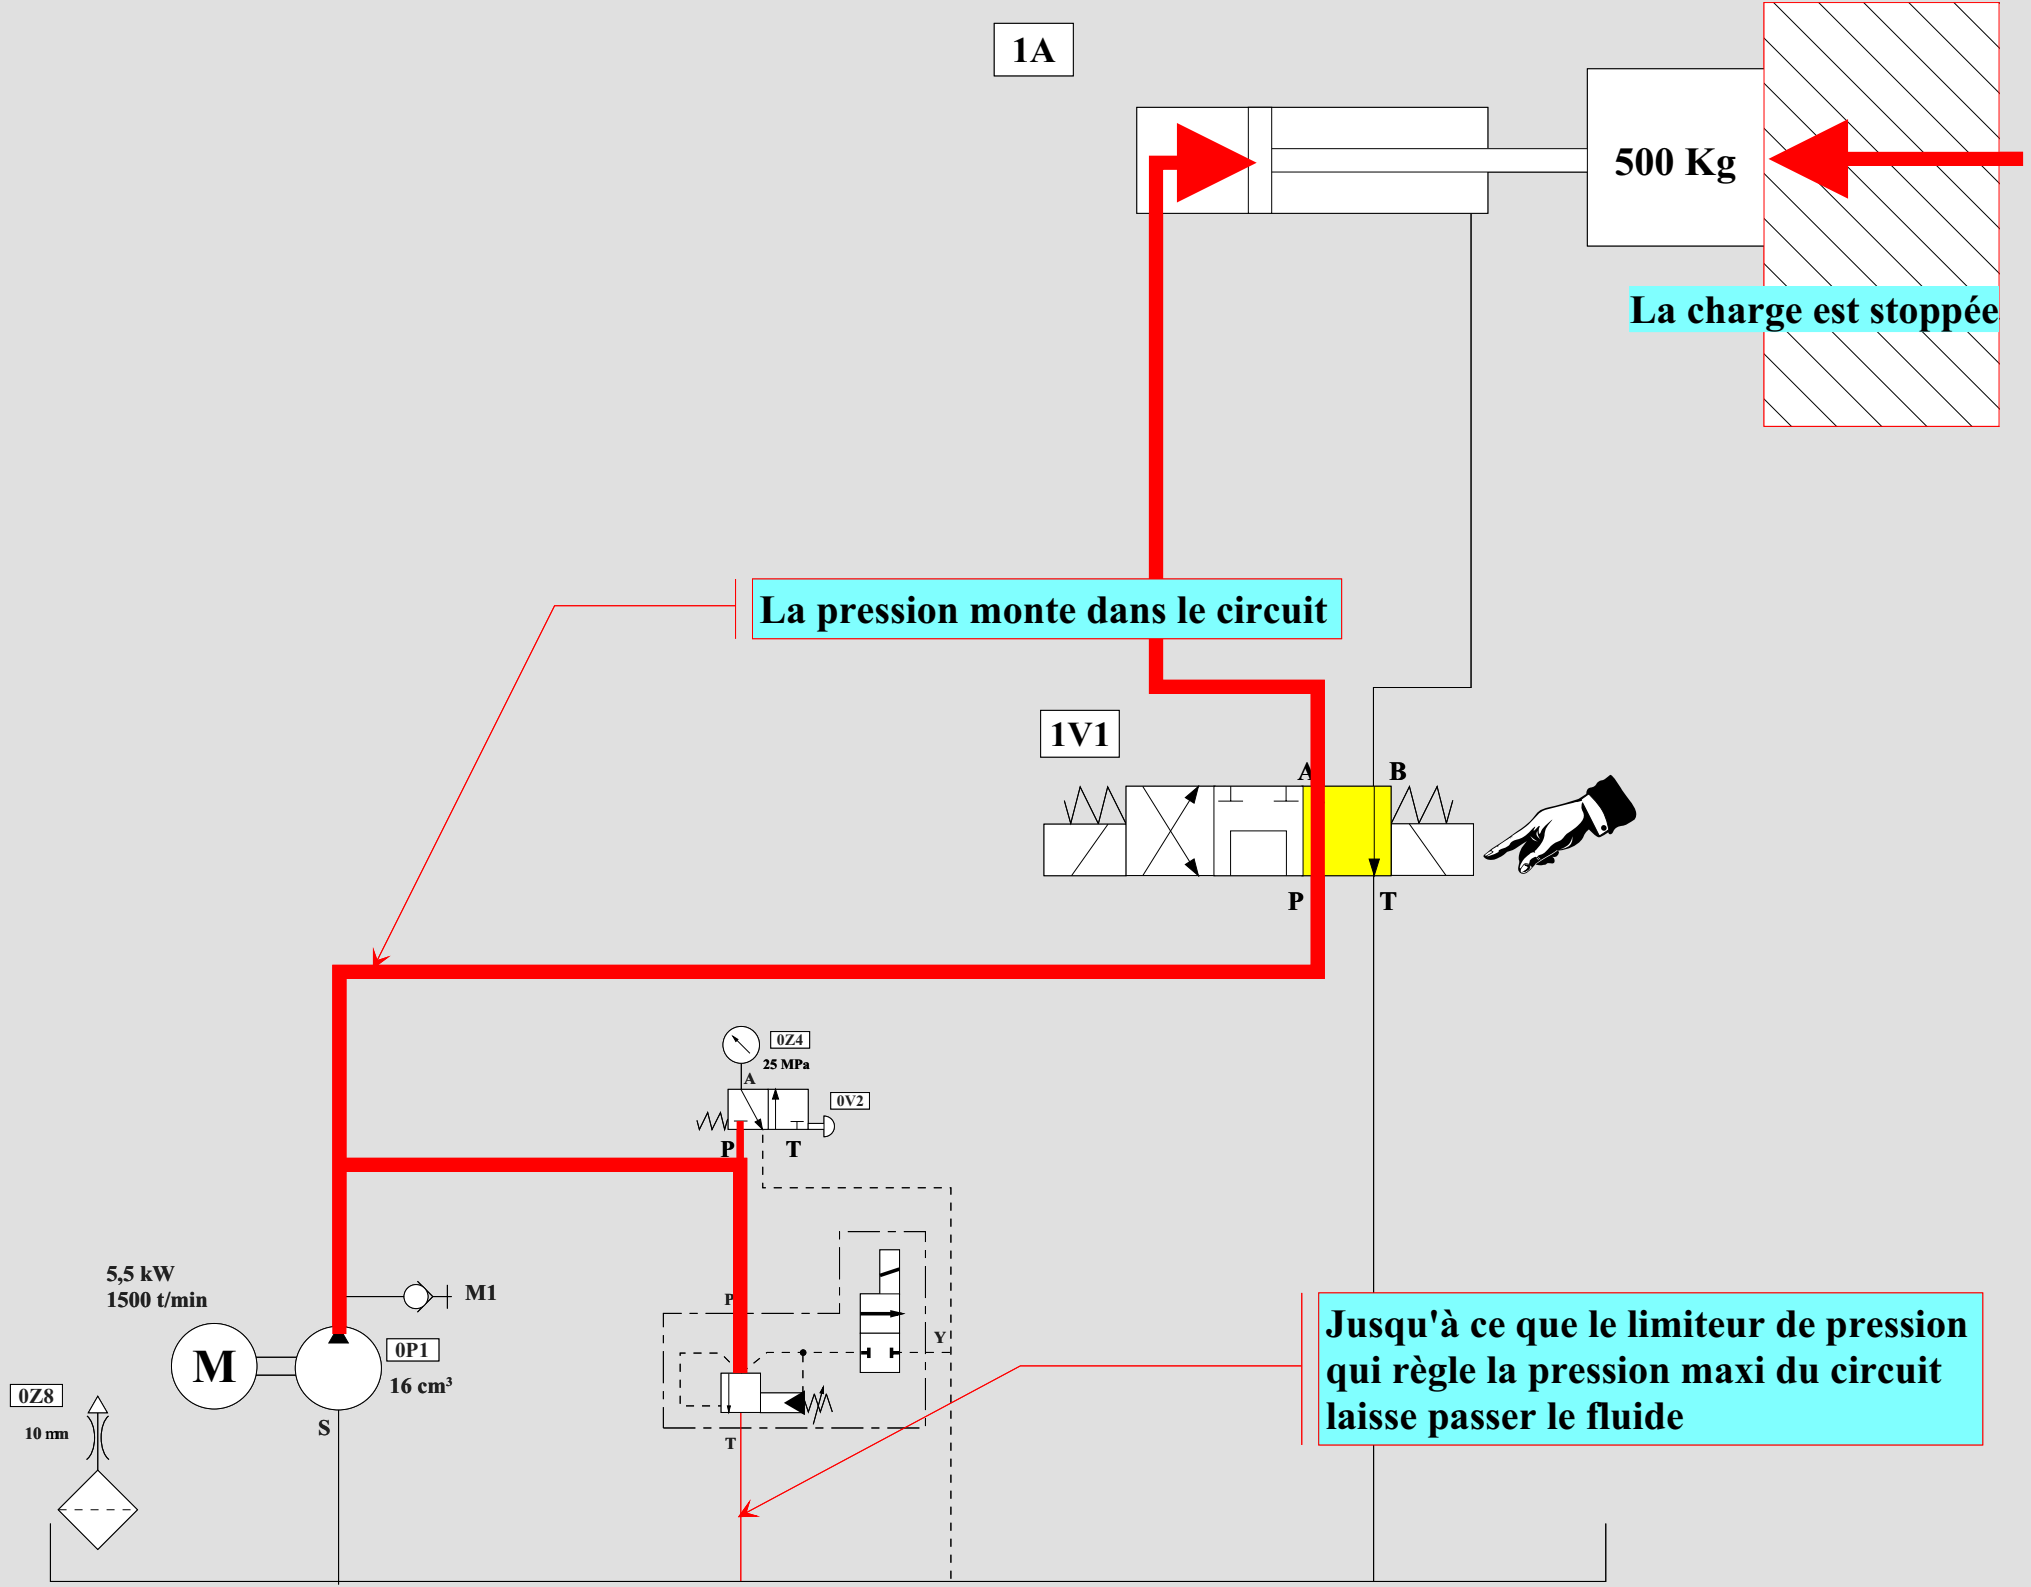 1A
500 Kg
La charge est stoppée
La pression monte dans le circuit
1V1
A
B
P
T
0Z4
25 MPa
A
0V2
P
T
5,5 kW
1500 t/min
M1
P
Y
M
0P1
16 cm³
0Z8
10 mm
S
T
Jusqu'à ce que le limiteur de pression
qui règle la pression maxi du circuit
laisse passer le fluide